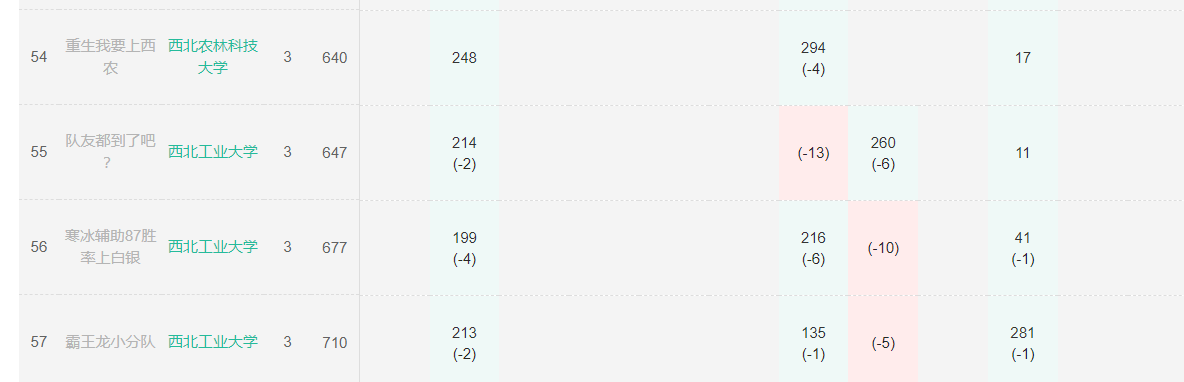 54 重生我要上西农 西北农林科技大学 3 640 248 294 (-4) 17
55 队友都到了吧？ 西北工业大学 3 647 214 (-2) (-13) 260 (-6) 11
56 寒冰辅助87胜率上白银 西北工业大学 3 677 199 (-4) 216 (-6) (-10) 41 (-1)
57 霸王龙小分队 西北工业大学 3 710 213 (-2) 135 (-1) (-5) 281 (-1)